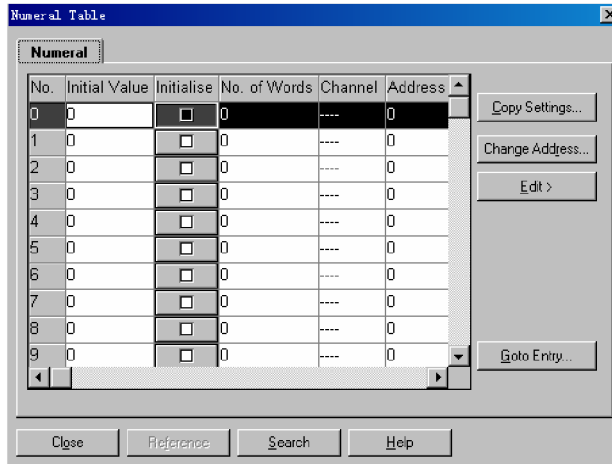 Numeral Table
Numeral
No. Initial Value Initialise No. of Words Channel Address
0 0 0 ---- 0
1 0 0 ---- 0
2 0 0 ---- 0
3 0 0 ---- 0
4 0 0 ---- 0
5 0 0 ---- 0
6 0 0 ---- 0
7 0 0 ---- 0
8 0 0 ---- 0
9 0 0 ---- 0
Copy Settings...
Change Address...
Edit >
Goto Entry...
Close Reference Search Help